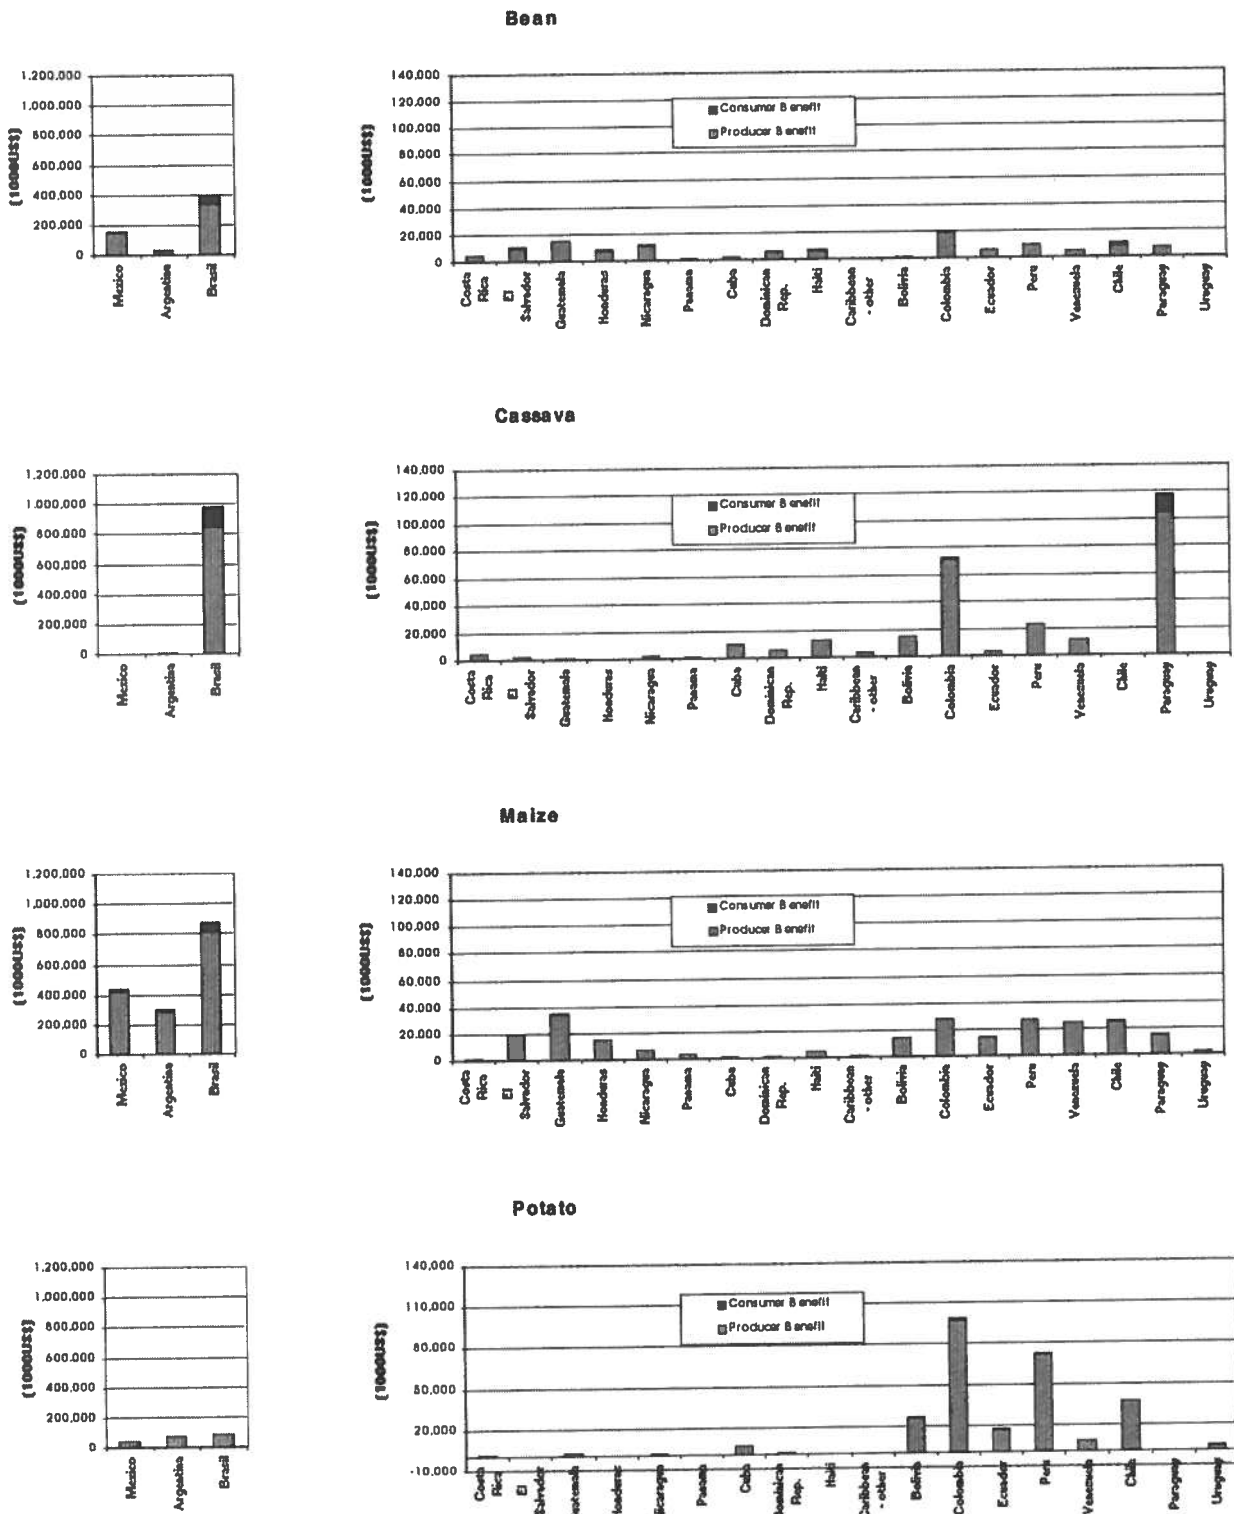 Bean
1.200.000
1.000.000
800.000
600.000
400.000
200.000
0
(1000US$)
Mexico
Argentina
Brasil
140.000
120.000
100.000
80.000
60.000
40.000
20.000
0
(1000US$)
Consumer Benefit
Producer Benefit
Costa Rica
El Salvador
Guatemala
Honduras
Nicaragua
Panama
Cuba
Dominican Rep.
Haiti
Caribbean - other
Bolivia
Colombia
Ecuador
Peru
Venezuela
Chile
Paraguay
Uruguay
Cassava
1.200.000
1.000.000
800.000
600.000
400.000
200.000
0
(1000US$)
Mexico
Argentina
Brasil
140.000
120.000
100.000
80.000
60.000
40.000
20.000
0
(1000US$)
Consumer Benefit
Producer Benefit
Costa Rica
El Salvador
Guatemala
Honduras
Nicaragua
Panama
Cuba
Dominican Rep.
Haiti
Caribbean - other
Bolivia
Colombia
Ecuador
Peru
Venezuela
Chile
Paraguay
Uruguay
Maize
1.200.000
1.000.000
800.000
600.000
400.000
200.000
0
(1000US$)
Mexico
Argentina
Brasil
140.000
120.000
100.000
80.000
60.000
40.000
20.000
0
(1000US$)
Consumer Benefit
Producer Benefit
Costa Rica
El Salvador
Guatemala
Honduras
Nicaragua
Panama
Cuba
Dominican Rep.
Haiti
Caribbean - other
Bolivia
Colombia
Ecuador
Peru
Venezuela
Chile
Paraguay
Uruguay
Potato
1.200.000
1.000.000
800.000
600.000
400.000
200.000
0
(1000US$)
Mexico
Argentina
Brasil
140.000
110.000
80.000
50.000
20.000
-10.000
(1000US$)
Consumer Benefit
Producer Benefit
Costa Rica
El Salvador
Guatemala
Honduras
Nicaragua
Panama
Cuba
Dominican Rep.
Haiti
Caribbean - other
Bolivia
Colombia
Ecuador
Peru
Venezuela
Chile
Paraguay
Uruguay